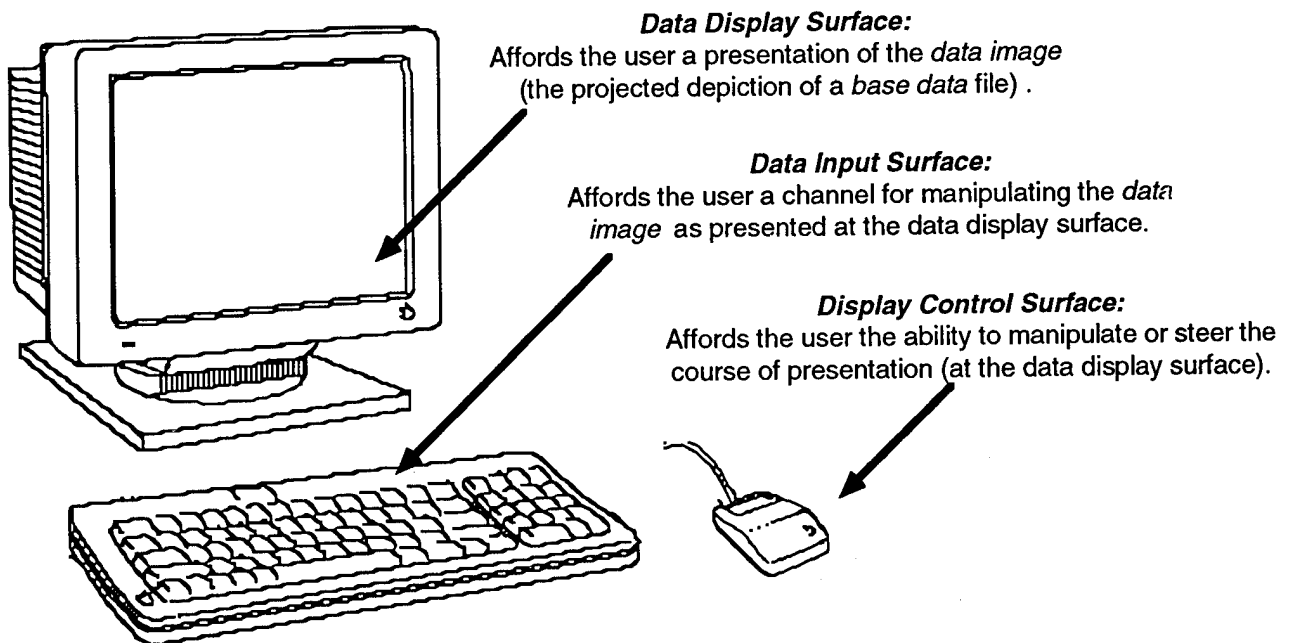 Data Display Surface:
Affords the user a presentation of the data image
(the projected depiction of a base data file) .
Data Input Surface:
Affords the user a channel for manipulating the data
image as presented at the data display surface.
Display Control Surface:
Affords the user the ability to manipulate or steer the
course of presentation (at the data display surface).